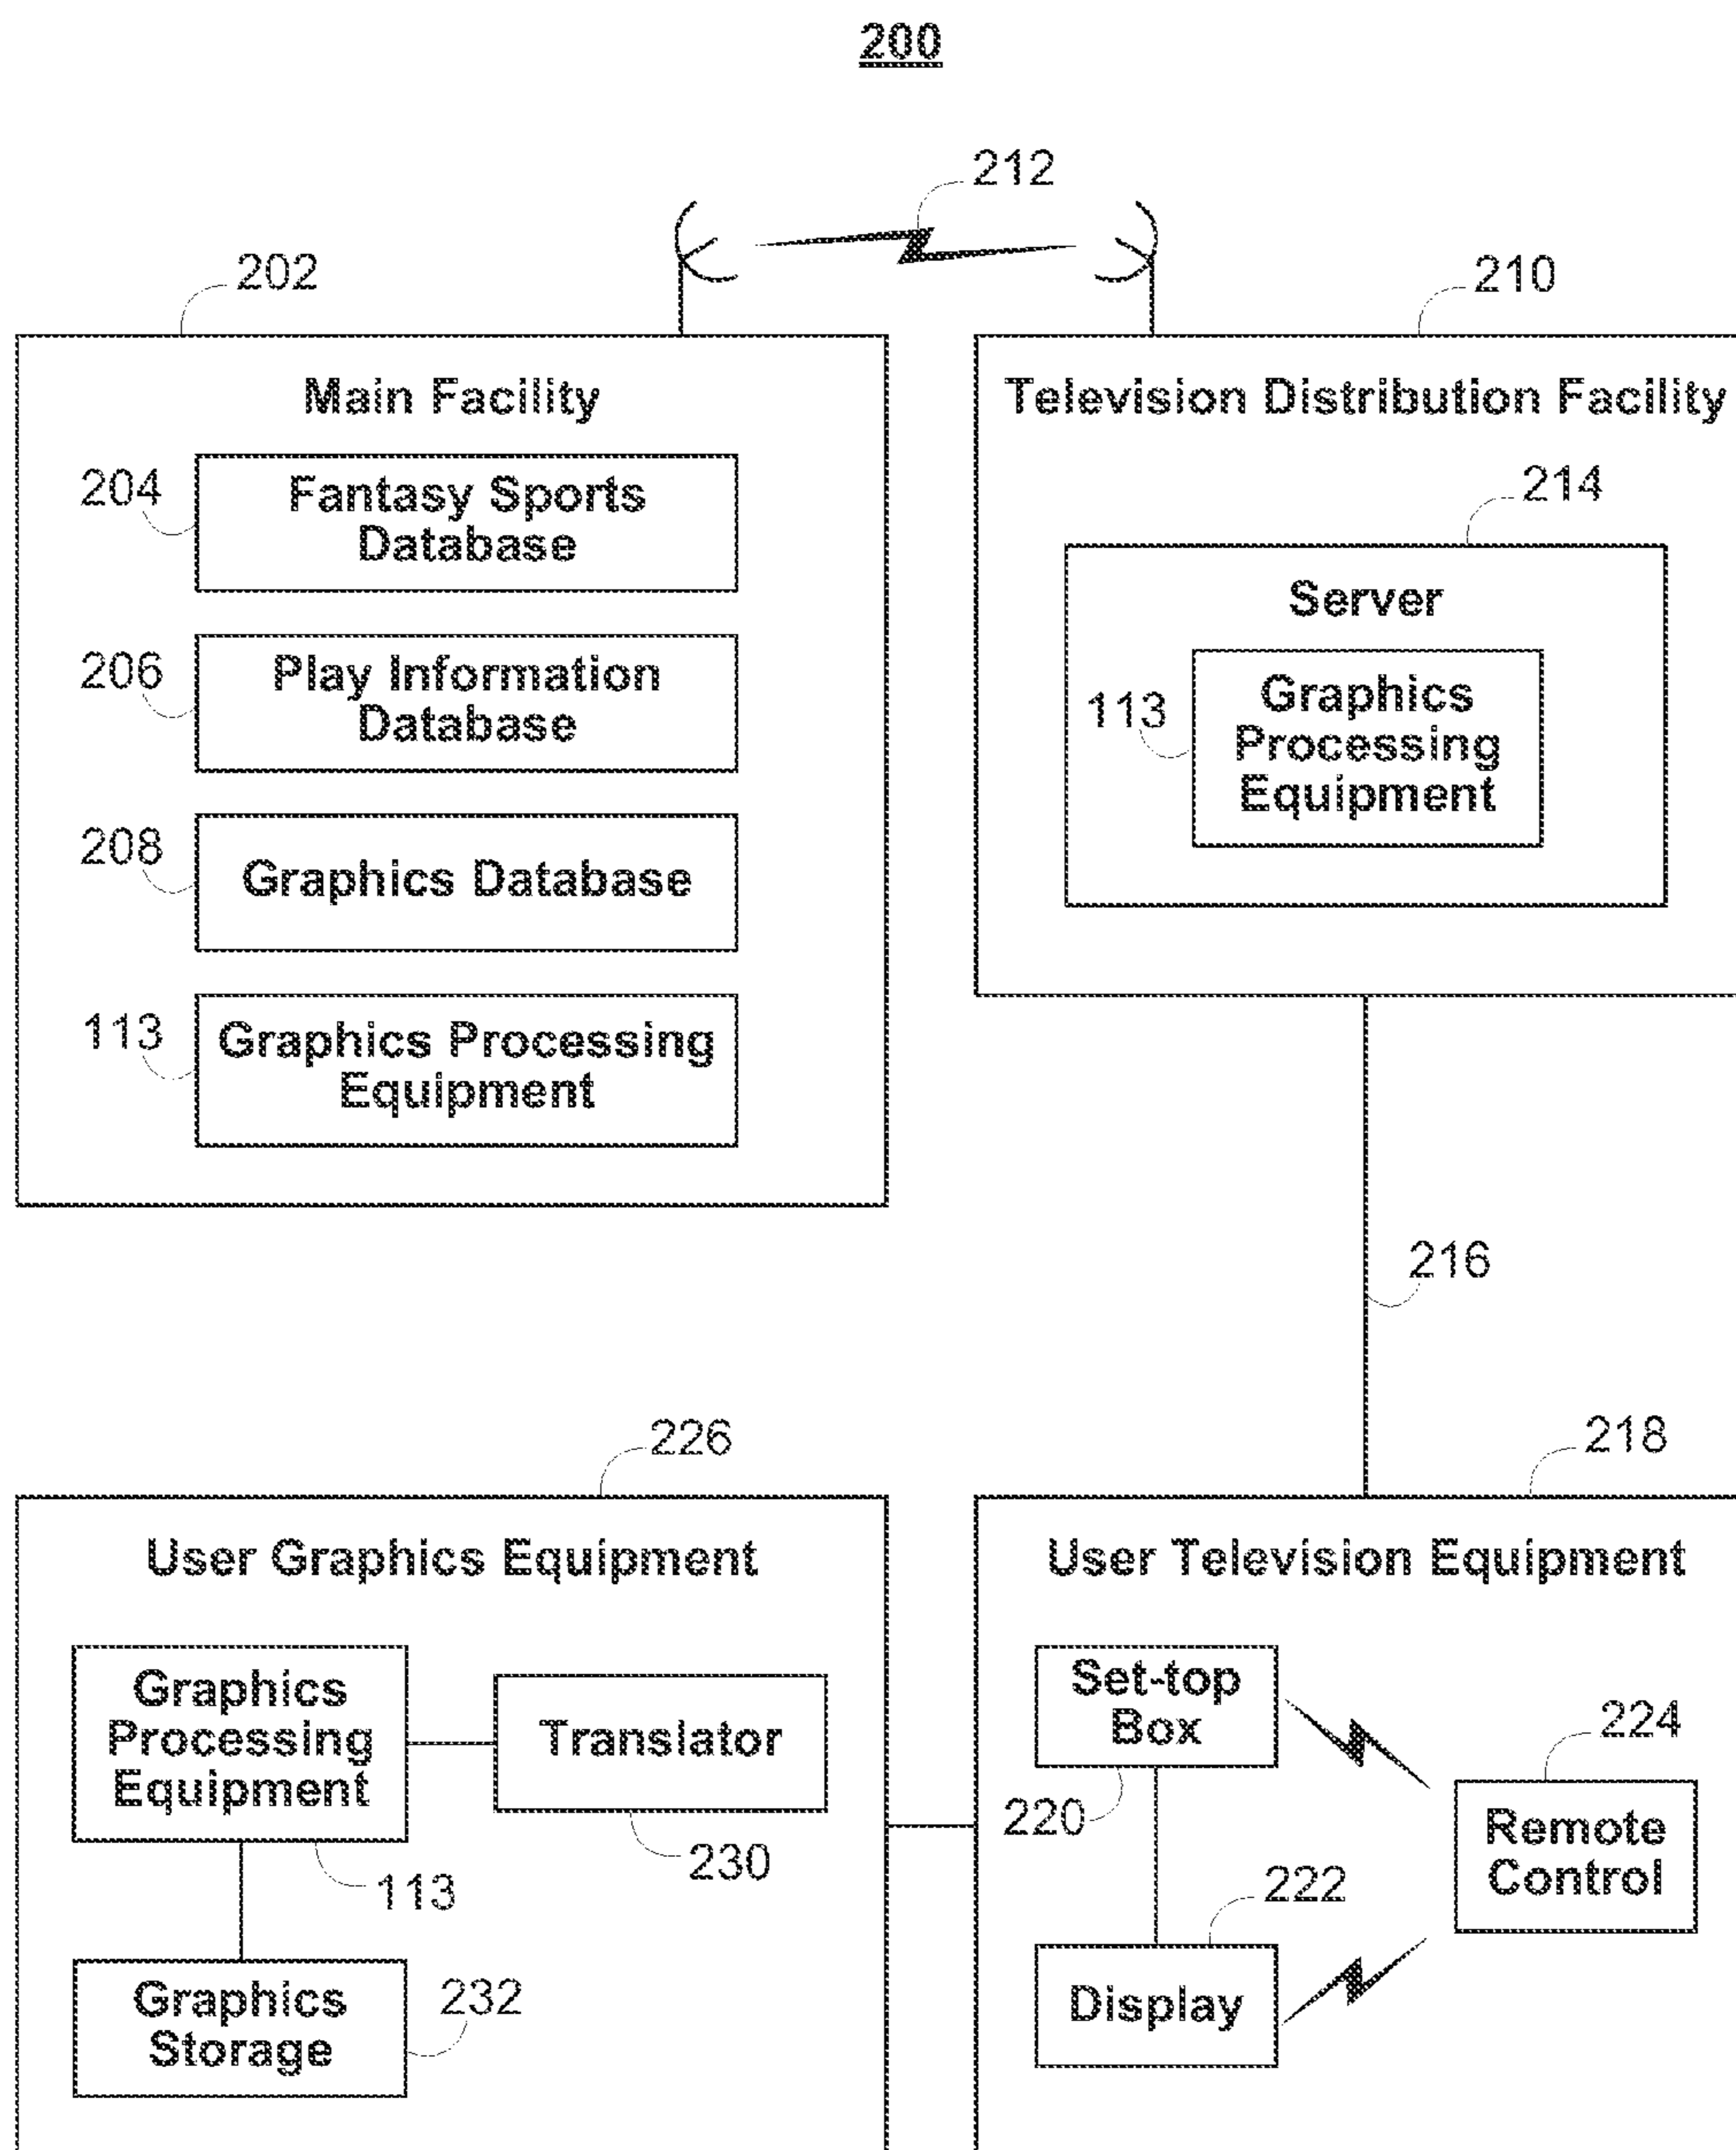 200
212
202
210
Main Facility
204
Fantasy Sports
Database
206
Play Information
Database
208
Graphics Database
113
Graphics Processing
Equipment
Television Distribution Facility
214
Server
113
Graphics
Processing
Equipment
216
226
218
User Graphics Equipment
Graphics
Processing
Equipment
Translator
230
113
Graphics
Storage
232
User Television Equipment
Set-top
Box
220
224
Remote
Control
222
Display